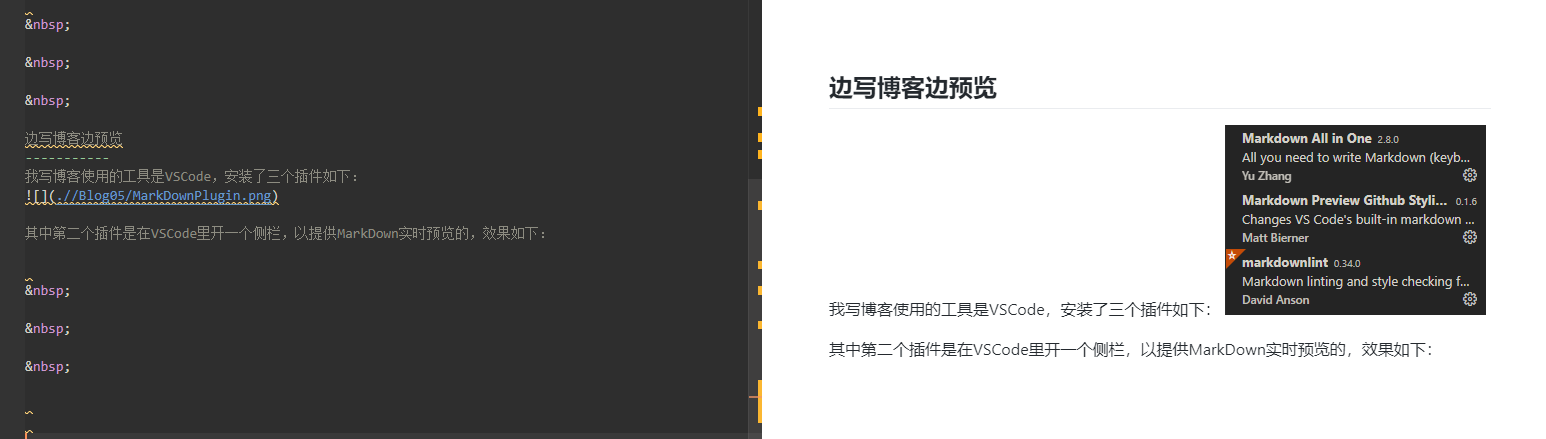 &nbsp;
&nbsp;
&nbsp;
边写博客边预览
-----------
我写博客使用的工具是VSCode，安装了三个插件如下：
![](.//Blog05/MarkDownPlugin.png)
其中第二个插件是在VSCode里开一个侧栏，以提供MarkDown实时预览的，效果如下：
&nbsp;
&nbsp;
&nbsp;
边写博客边预览
Markdown All in One 2.8.0
All you need to write Markdown (keyb...
Yu Zhang
Markdown Preview Github Styli... 0.1.6
Changes VS Code's built-in markdown ...
Matt Bierner
markdownlint 0.34.0
Markdown linting and style checking f...
David Anson
我写博客使用的工具是VSCode，安装了三个插件如下：
其中第二个插件是在VSCode里开一个侧栏，以提供MarkDown实时预览的，效果如下：